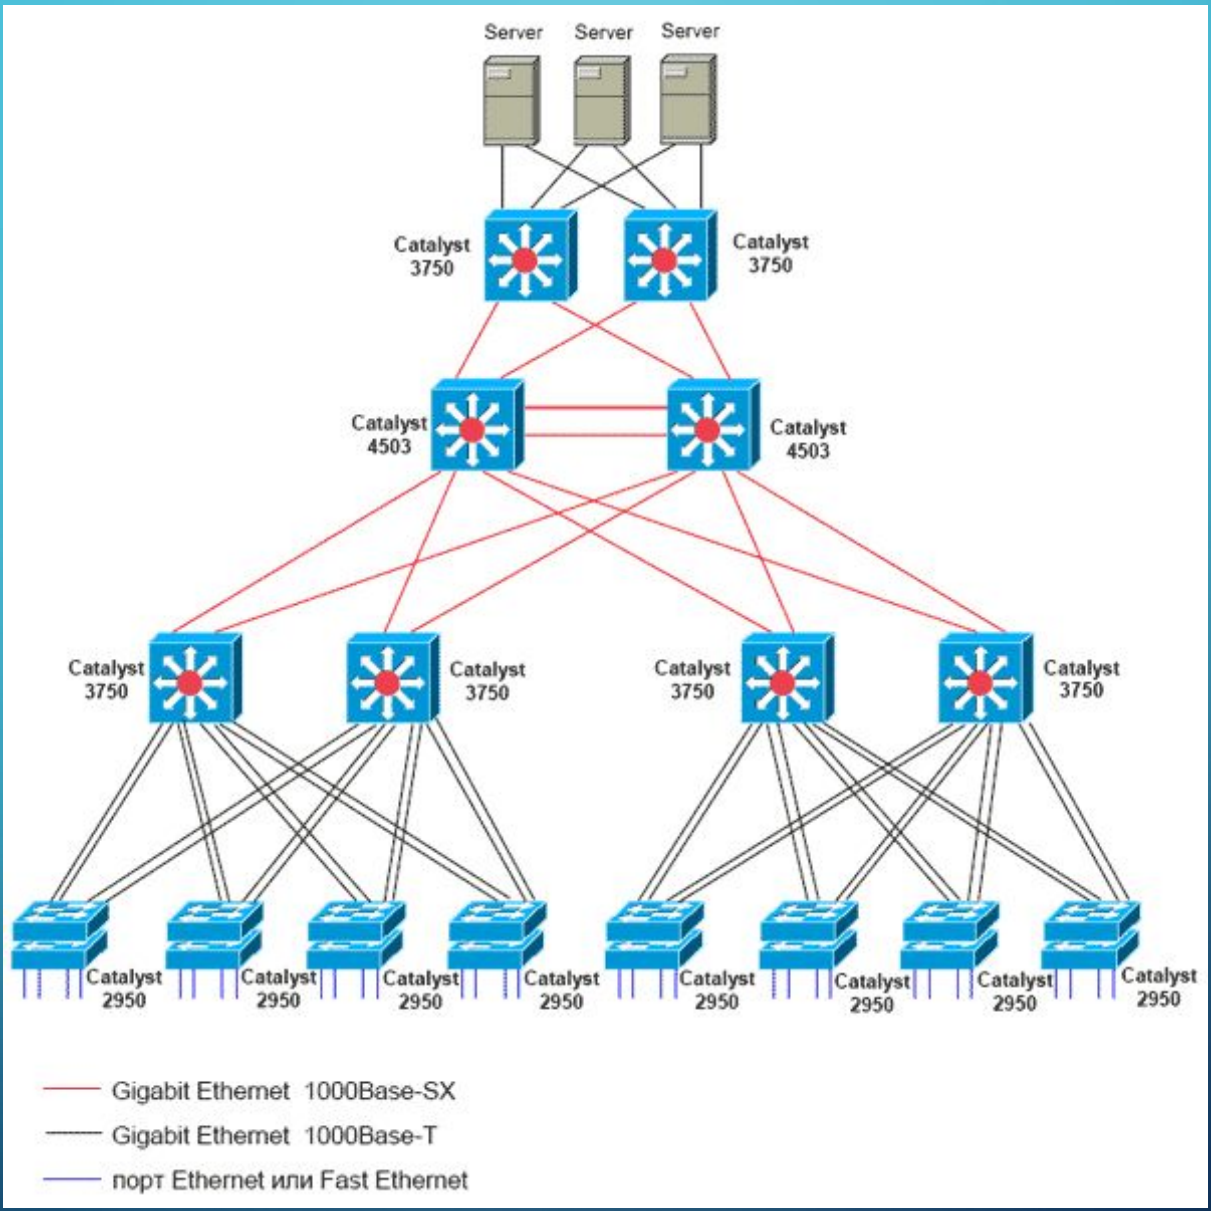 Server
Server
Server
Catalyst
3750
Catalyst
3750
Catalyst
4503
Catalyst
4503
Catalyst
3750
Catalyst
3750
Catalyst
3750
Catalyst
3750
Catalyst
2950
Catalyst
2950
Catalyst
2950
Catalyst
2950
Catalyst
2950
Catalyst
2950
Catalyst
2950
Catalyst
2950
Gigabit Ethernet 1000Base-SX
Gigabit Ethernet 1000Base-T
порт Ethernet или Fast Ethernet